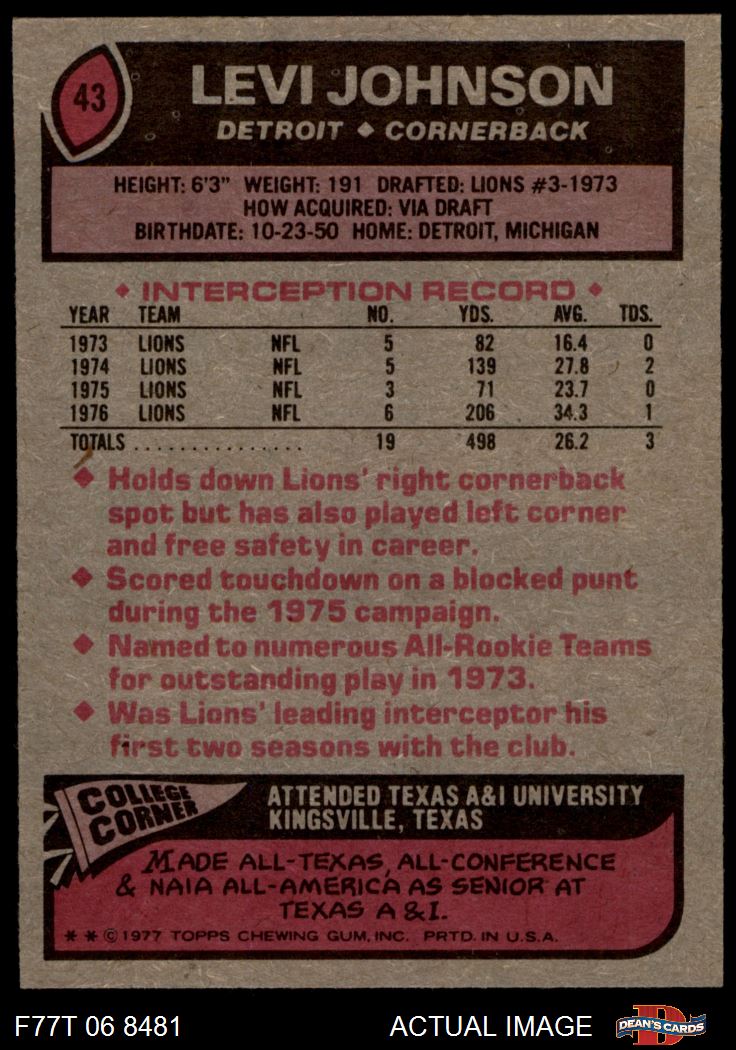 43
LEVI JOHNSON
DETROIT ◆ CORNERBACK
HEIGHT: 6'3" WEIGHT: 191 DRAFTED: LIONS #3-1973
HOW ACQUIRED: VIA DRAFT
BIRTHDATE: 10-23-50 HOME: DETROIT, MICHIGAN
◆ INTERCEPTION RECORD ◆
YEAR TEAM NO. YDS. AVG. TDS.
1973 LIONS NFL 5 82 16.4 0
1974 LIONS NFL 5 139 27.8 2
1975 LIONS NFL 3 71 23.7 0
1976 LIONS NFL 6 206 34.3 1
TOTALS ................ 19 498 26.2 3
◆ Holds down Lions' right cornerback
spot but has also played left corner
and free safety in career.
◆ Scored touchdown on a blocked punt
during the 1975 campaign.
◆ Named to numerous All-Rookie Teams
for outstanding play in 1973.
◆ Was Lions' leading interceptor his
first two seasons with the club.
COLLEGE
CORNER
ATTENDED TEXAS A&I UNIVERSITY
KINGSVILLE, TEXAS
MADE ALL-TEXAS, ALL-CONFERENCE
& NAIA ALL-AMERICA AS SENIOR AT
TEXAS A & I.
* * © 1977 TOPPS CHEWING GUM, INC. PRTD. IN U.S.A.
F77T 06 8481
ACTUAL IMAGE
D
DEAN'S CARDS